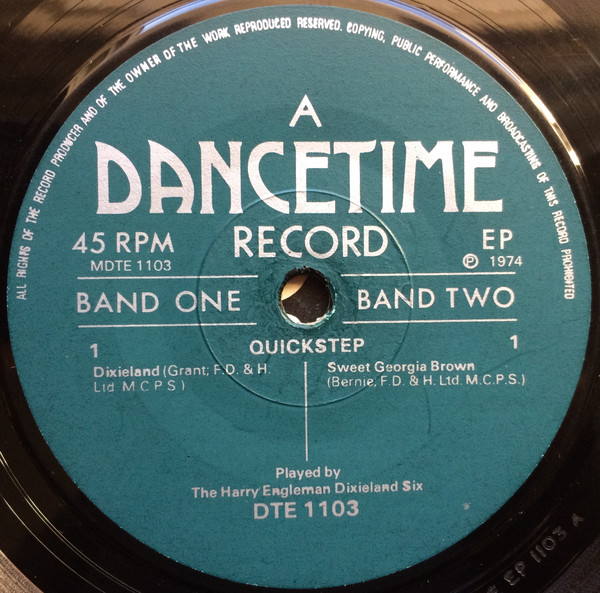 ALL RIGHTS OF THE RECORD PRODUCER AND OF THE OWNER OF THE WORK REPRODUCED RESERVED. COPYING, PUBLIC PERFORMANCE AND BROADCASTING OF THIS RECORD PROHIBITED
A
DANCETIME
45 RPM RECORD EP
MDTE 1103 ℗ 1974
BAND ONE BAND TWO
1 QUICKSTEP 1
Dixieland (Grant; F.D. & H. Sweet Georgia Brown
Ltd. M.C.P.S.) (Bernie; F.D. & H. Ltd. M.C.P.S.)
Played by
The Harry Engleman Dixieland Six
DTE 1103
EP 1103 A